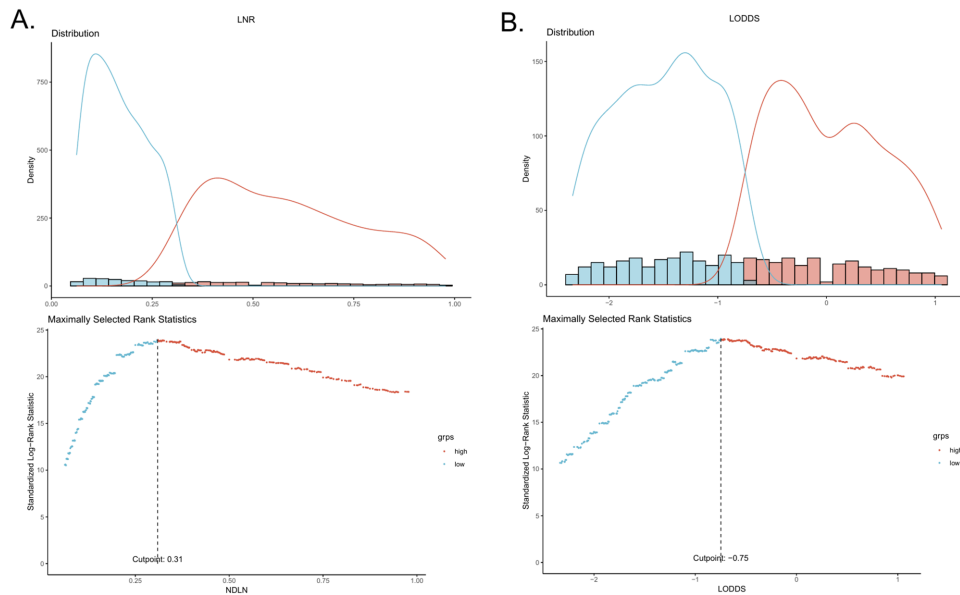 A.
LNR
Distribution
Density
750
500
250
0
0.00
0.25
0.50
0.75
1.00
Maximally Selected Rank Statistics
Standardized Log−Rank Statistic
25
20
15
10
5
0
Cutpoint: 0.31
0.25
0.50
0.75
1.00
NDLN
grps
high
low
B.
LODDS
Distribution
Density
150
100
50
0
−2
−1
0
1
Maximally Selected Rank Statistics
Standardized Log−Rank Statistic
25
20
15
10
5
0
Cutpoint: −0.75
−2
−1
0
1
LODDS
grps
high
low